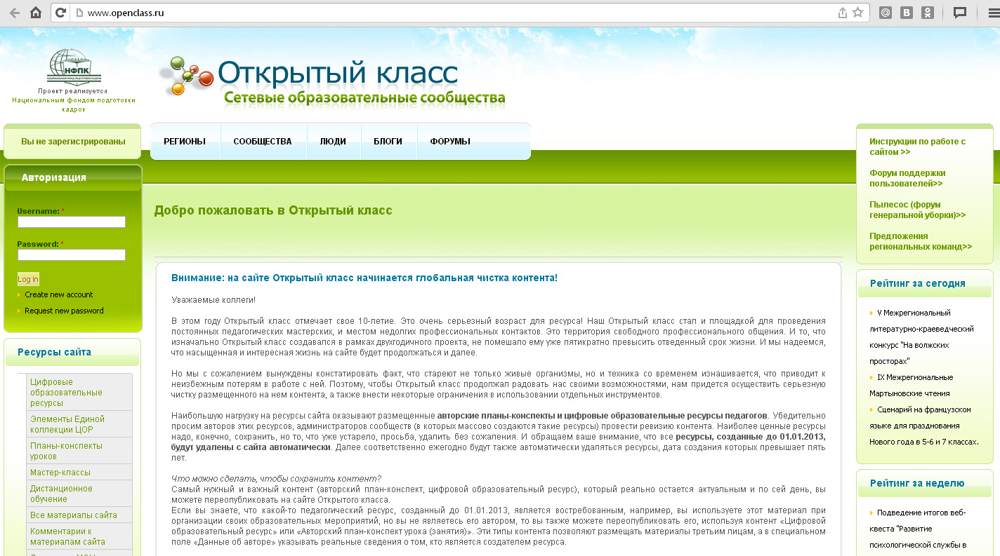 www.openclass.ru
НФПК
НАЦИОНАЛЬНЫЙ ФОНД ПОДГОТОВКИ КАДРОВ
Проект реализуется
Национальным фондом подготовки
кадров
Открытый класс
Сетевые образовательные сообщества
Вы не зарегистрированы
РЕГИОНЫ
СООБЩЕСТВА
ЛЮДИ
БЛОГИ
ФОРУМЫ
Авторизация
Username: *
Password: *
Log in
Create new account
Request new password
Ресурсы сайта
Цифровые
образовательные
ресурсы
Элементы Единой
коллекции ЦОР
Планы-конспекты
уроков
Мастер-классы
Дистанционное
обучение
Все материалы сайта
Комментарии к
материалам сайта
Добро пожаловать в Открытый класс
Внимание: на сайте Открытый класс начинается глобальная чистка контента!
Уважаемые коллеги!
В этом году Открытый класс отмечает свое 10-летие. Это очень серьезный возраст для ресурса! Наш Открытый класс стал и площадкой для проведения
постоянных педагогических мастерских, и местом недолгих профессиональных контактов. Это территория свободного профессионального общения. И то, что
изначально Открытый класс создавался в рамках двухгодичного проекта, не помешало ему уже пятикратно превысить отведенный срок жизни. И мы надеемся,
что насыщенная и интересная жизнь на сайте будет продолжаться и далее.
Но мы с сожалением вынуждены констатировать факт, что стареют не только живые организмы, но и техника со временем изнашивается, что приводит к
неизбежным потерям в работе с ней. Поэтому, чтобы Открытый класс продолжал радовать нас своими возможностями, нам придется осуществить серьезную
чистку размещенного на нем контента, а также внести некоторые ограничения в использовании отдельных инструментов.
Наибольшую нагрузку на ресурсы сайта оказывают размещенные авторские планы-конспекты и цифровые образовательные ресурсы педагогов. Убедительно
просим авторов этих ресурсов, администраторов сообществ (в которых массово создаются такие ресурсы) провести ревизию контента. Наиболее ценные ресурсы
надо, конечно, сохранить, но то, что уже устарело, просьба, удалить без сожаления. И обращаем ваше внимание, что все ресурсы, созданные до 01.01.2013,
будут удалены с сайта автоматически. Далее соответственно ежегодно будут также автоматически удаляться ресурсы, дата создания которых превышает пять
лет.
Что можно сделать, чтобы сохранить контент?
Самый нужный и важный контент (авторский план-конспект, цифровой образовательный ресурс), который реально остается актуальным и по сей день, вы
можете переопубликовать на сайте Открытого класса.
Если вы знаете, что какой-то педагогический ресурс, созданный до 01.01.2013, является востребованным, например, вы используете этот материал при
организации своих образовательных мероприятий, но вы не являетесь его автором, то вы также можете переопубликовать его, используя контент «Цифровой
образовательный ресурс» или «Авторский план-конспект урока (занятия)». Эти типы контента позволяют размещать материалы третьим лицам, а в специальном
поле «Данные об авторе» указывать реальные сведения о том, кто является создателем ресурса.
Инструкции по работе с
сайтом >>
Форум поддержки
пользователей>>
Пылесос (форум
генеральной уборки)>>
Предложения
региональных команд>>
Рейтинг за сегодня
V Межрегиональный
литературно-краеведческий
конкурс "На волжских
просторах"
IX Межрегиональные
Мартыновские чтения
Сценарий на французском
языке для празднования
Нового года в 5-6 и 7 классах.
Рейтинг за неделю
Подведение итогов веб-
квеста "Развитие
психологической службы в